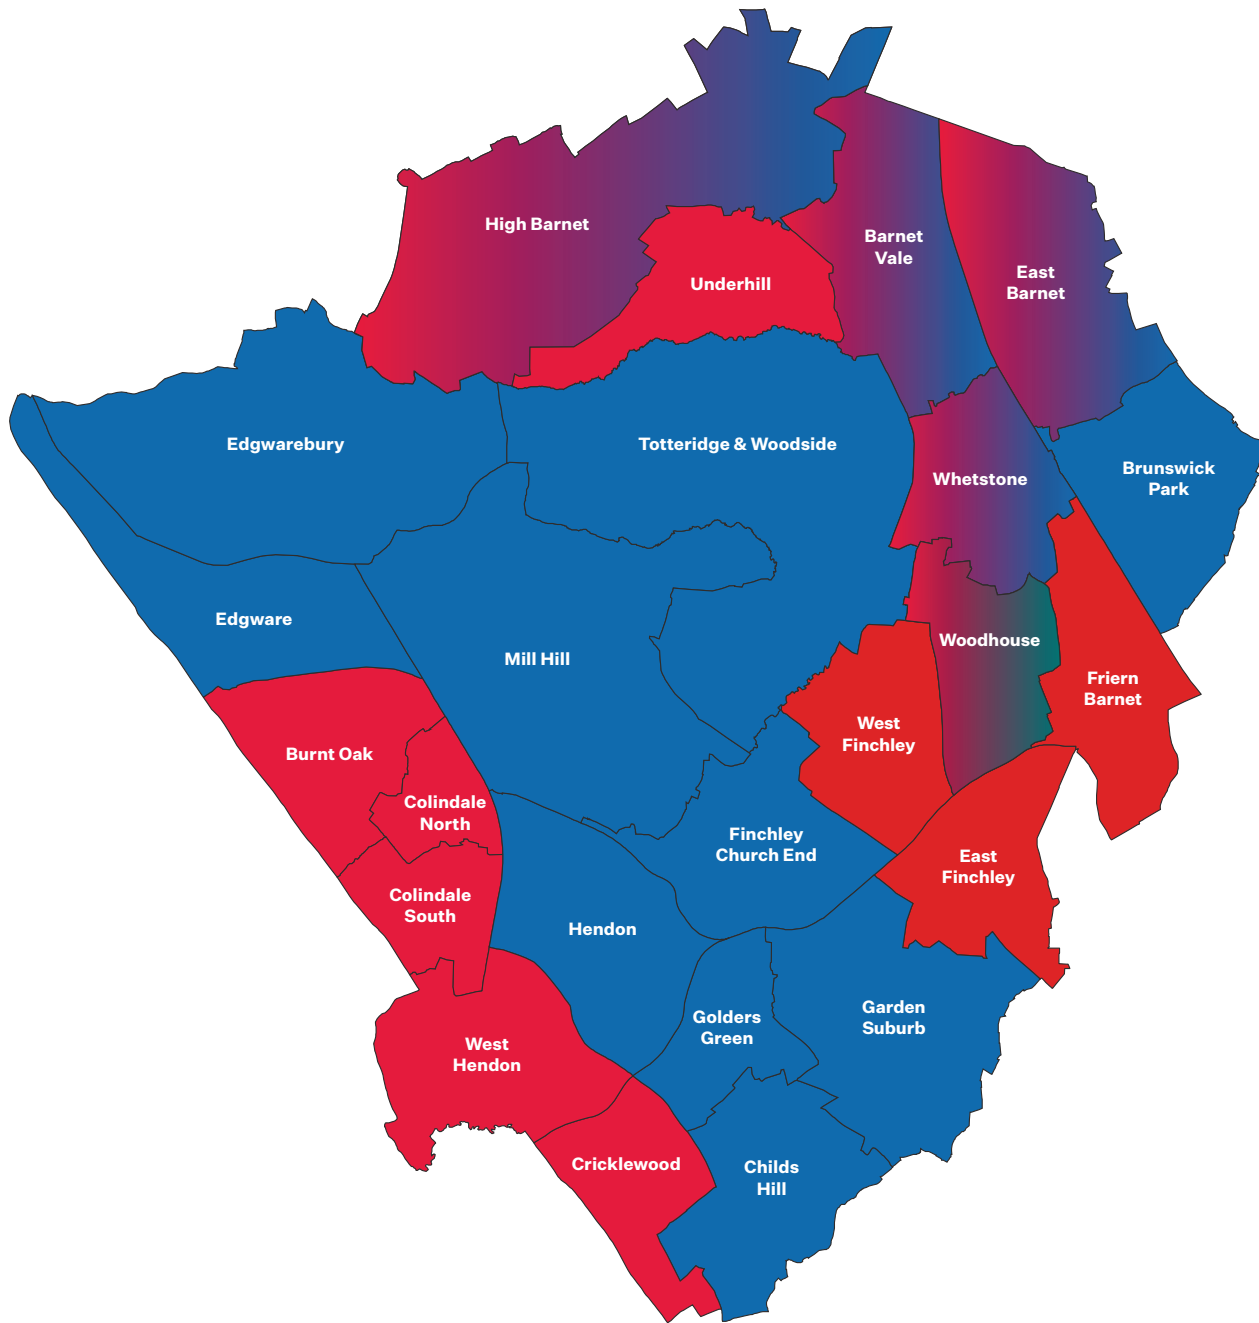 High Barnet
Barnet
Vale
East
Barnet
Underhill
Edgwarebury
Totteridge & Woodside
Whetstone
Brunswick
Park
Edgware
Mill Hill
Woodhouse
Friern
Barnet
West
Finchley
Burnt Oak
Colindale
North
Finchley
Church End
East
Finchley
Colindale
South
Hendon
Garden
Suburb
Golders
Green
West
Hendon
Cricklewood
Childs
Hill